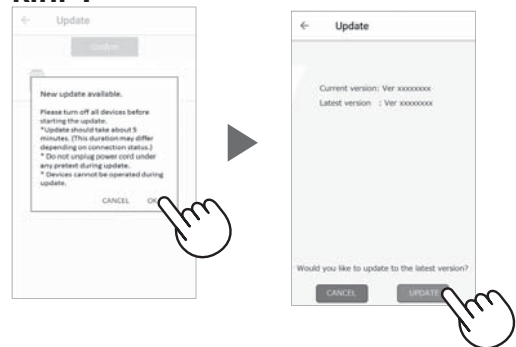 Update
Confirm
New update available.
Please turn off all devices before
starting the update.
*Update should take about 5
minutes. (This duration may differ
depending on connection status.)
* Do not unplug power cord under
any pretext during update.
* Devices cannot be operated during
update.
CANCEL
Update
Current version: Ver xxxxxxxx
Latest version : Ver xxxxxxxx
Would you like to update to the latest version?
CANCEL UPDATE